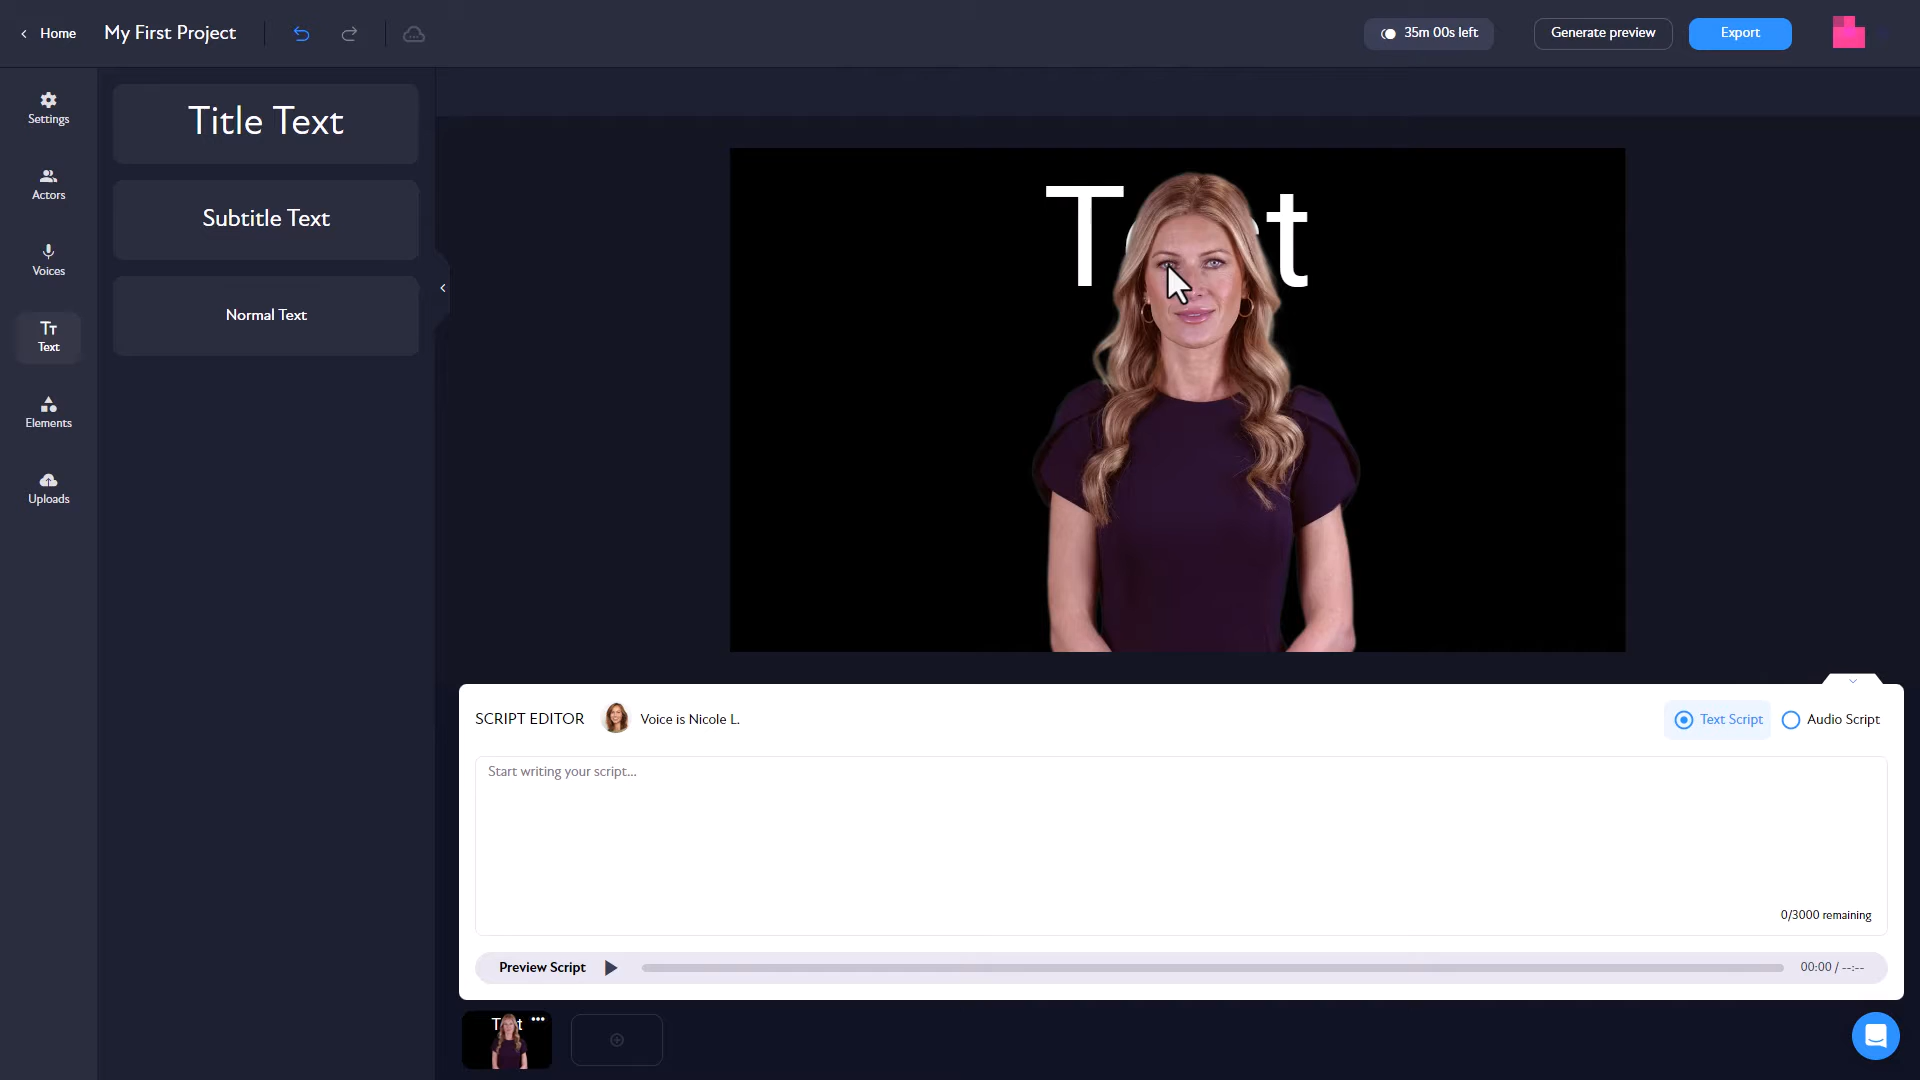 Home
My First Project
35m 00s left
Generate preview
Export
Settings
Actors
Voices
Text
Elements
Uploads
Title Text
Subtitle Text
Normal Text
SCRIPT EDITOR
Voice is Nicole L.
Text Script
Audio Script
Start writing your script...
0/3000 remaining
Preview Script
00:00 / --:--